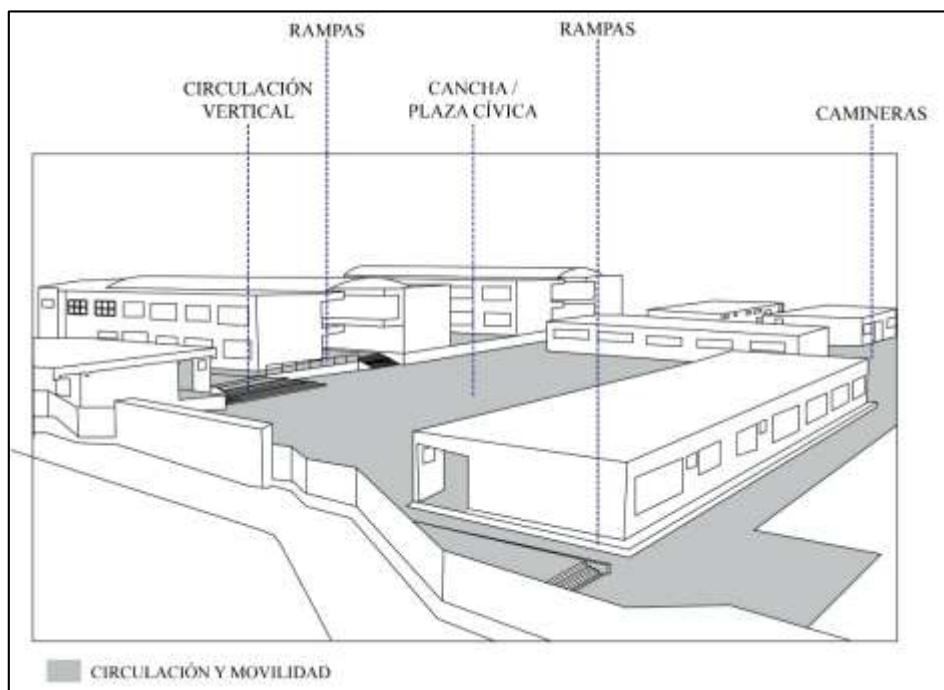 RAMPAS
RAMPAS
CIRCULACIÓN
VERTICAL
CANCHA /
PLAZA CÍVICA
CAMINERAS
CIRCULACIÓN Y MOVILIDAD